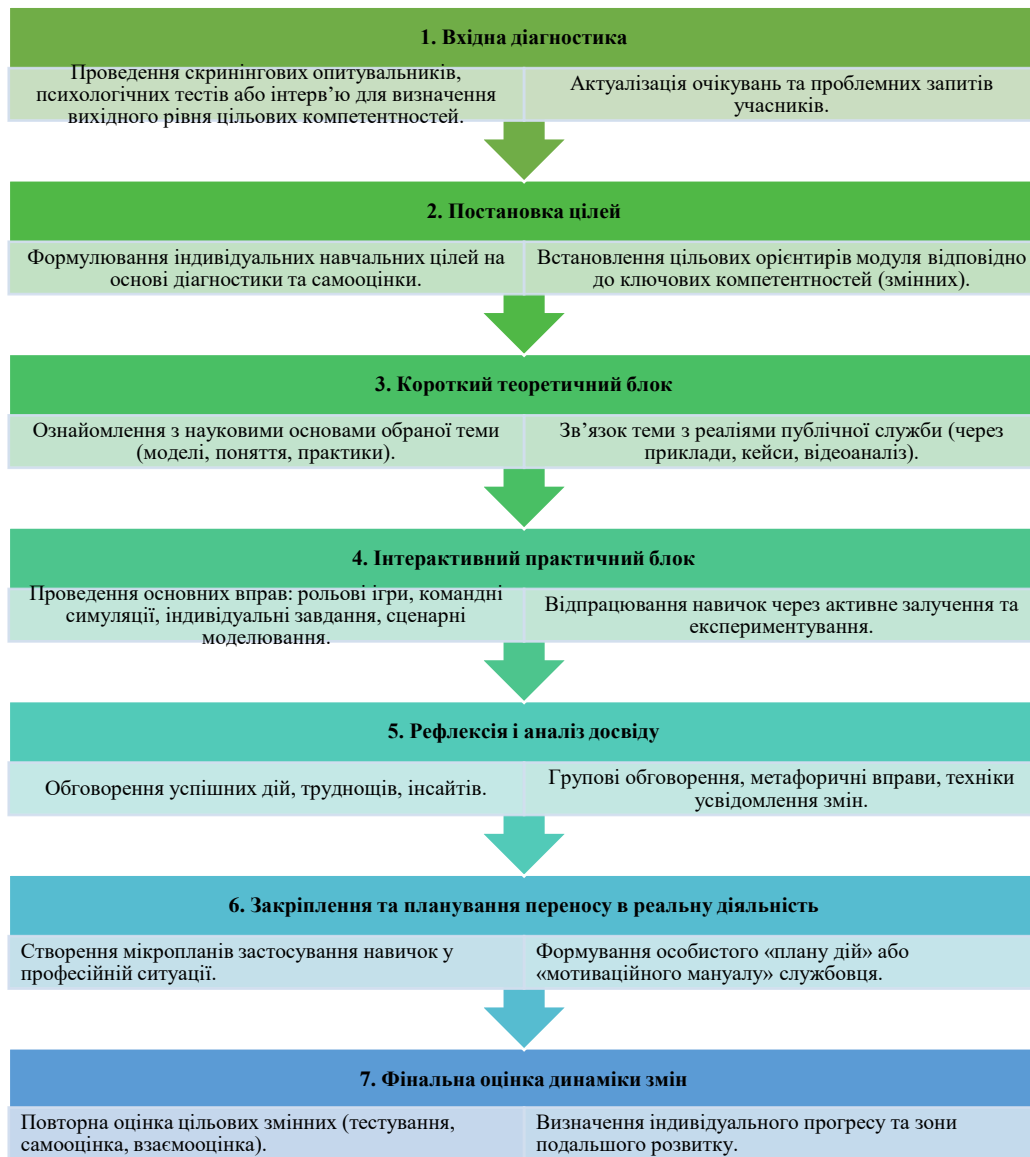 1. Вхідна діагностика
Проведення скринінгових опитувальників,
психологічних тестів або інтерв’ю для визначення
вихідного рівня цільових компетентностей.
Актуалізація очікувань та проблемних запитів
учасників.
2. Постановка цілей
Формулювання індивідуальних навчальних цілей на
основі діагностики та самооцінки.
Встановлення цільових орієнтирів модуля відповідно
до ключових компетентностей (змінних).
3. Короткий теоретичний блок
Ознайомлення з науковими основами обраної теми
(моделі, поняття, практики).
Зв’язок теми з реаліями публічної служби (через
приклади, кейси, відеоаналіз).
4. Інтерактивний практичний блок
Проведення основних вправ: рольові ігри, командні
симуляції, індивідуальні завдання, сценарні
моделювання.
Відпрацювання навичок через активне залучення та
експериментування.
5. Рефлексія і аналіз досвіду
Обговорення успішних дій, труднощів, інсайтів.
Групові обговорення, метафоричні вправи, техніки
усвідомлення змін.
6. Закріплення та планування переносу в реальну діяльність
Створення мікропланів застосування навичок у
професійній ситуації.
Формування особистого «плану дій» або
«мотиваційного мануалу» службовця.
7. Фінальна оцінка динаміки змін
Повторна оцінка цільових змінних (тестування,
самооцінка, взаємооцінка).
Визначення індивідуального прогресу та зони
подальшого розвитку.